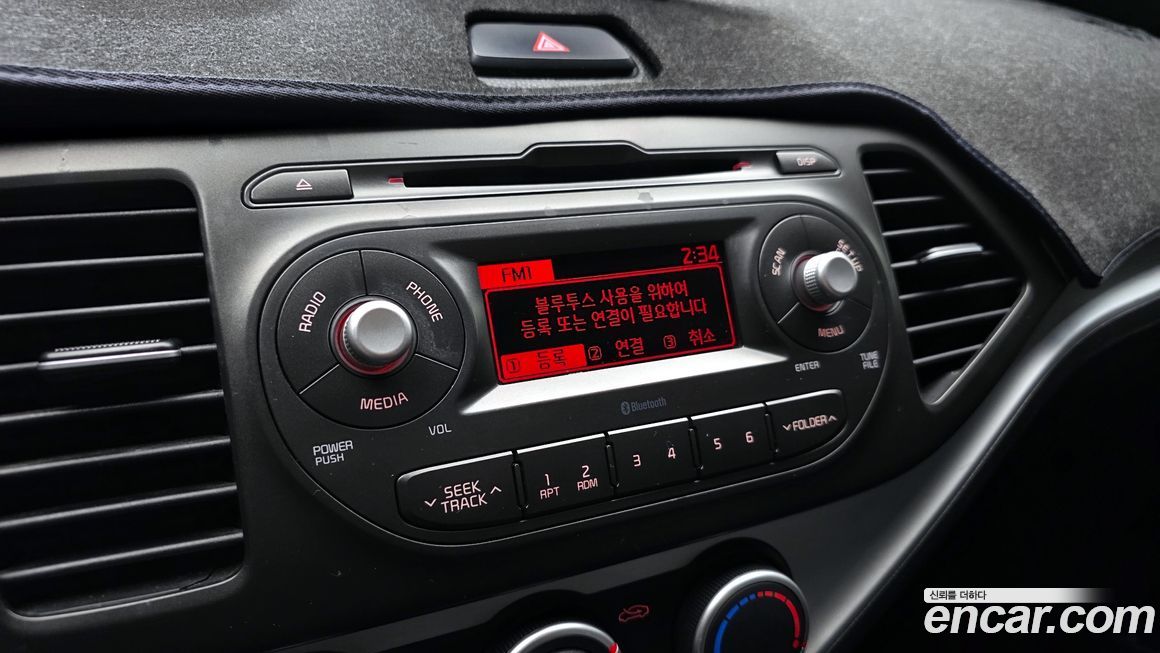 DISP
FM1
2:34
블루투스 사용을 위하여
등록 또는 연결이 필요합니다
① 등록 ② 연결 ③ 취소
RADIO
PHONE
MEDIA
SCAN
SETUP
MENU
POWER
PUSH
VOL
Bluetooth
ENTER
TUNE
FILE
SEEK
TRACK
1
RPT
2
RDM
3
4
5
6
FOLDER
신뢰를 더하다
encar.com